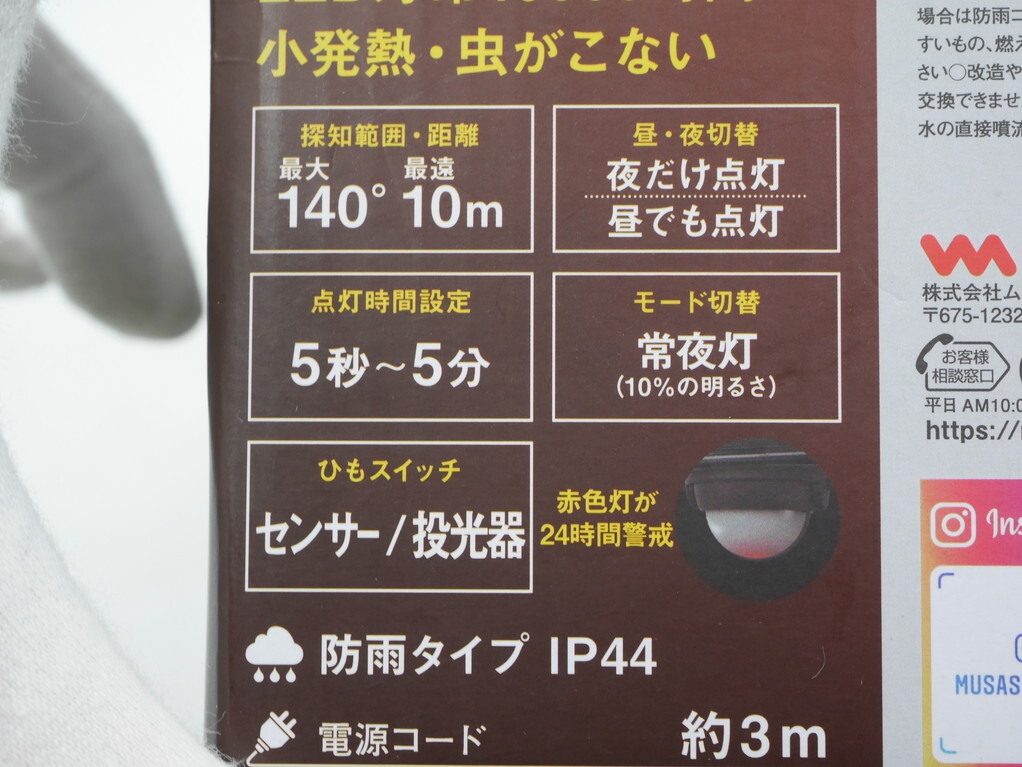 小発熱・虫がこない
探知範囲・距離
最大 最遠
140° 10m
昼・夜切替
夜だけ点灯
昼でも点灯
点灯時間設定
5秒～5分
モード切替
常夜灯
(10%の明るさ)
ひもスイッチ
センサー/投光器
赤色灯が
24時間警戒
防雨タイプ IP44
電源コード 約3m
場合は防雨コ
すいもの、燃え
さい○改造や
交換できませ
水の直接噴流
株式会社ム
〒675-1232
お客様
相談窓口
平日 AM10:0
https://
Ins
MUSAS